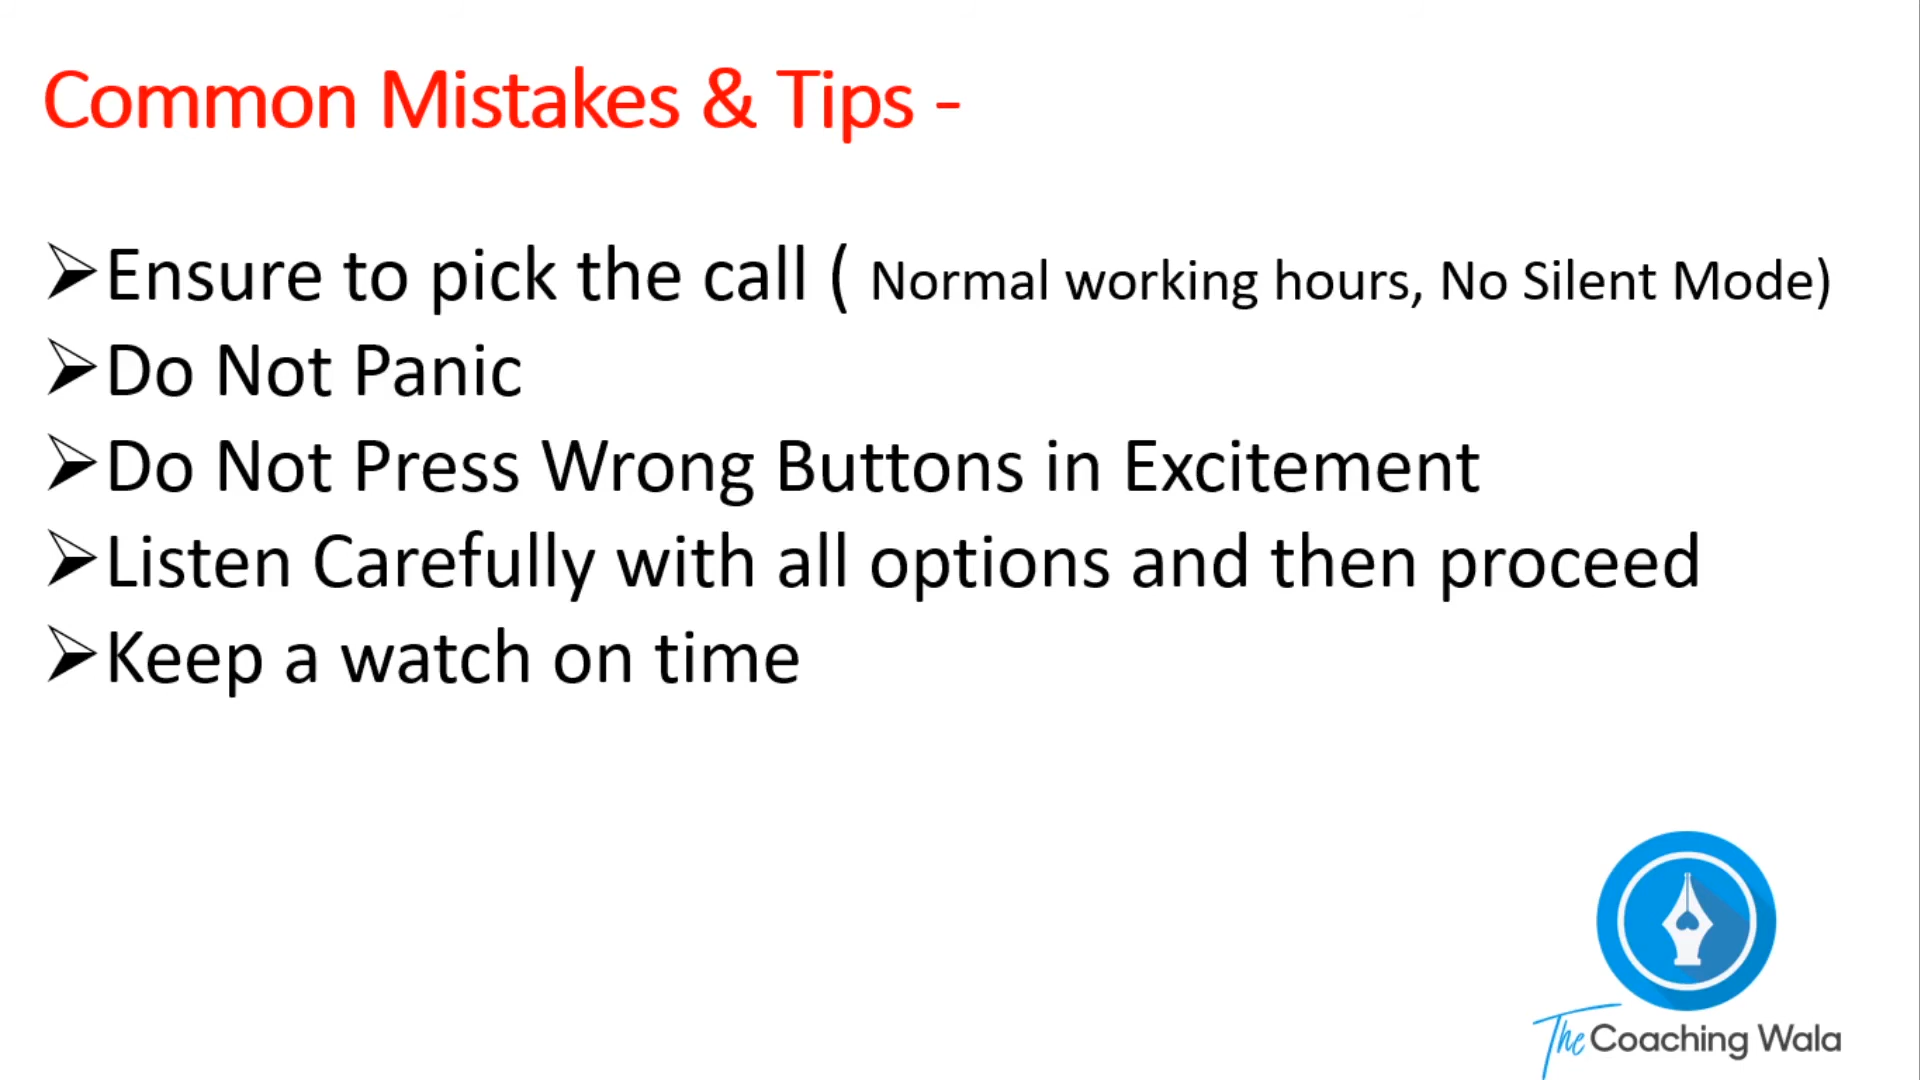 Common Mistakes & Tips -
➢Ensure to pick the call ( Normal working hours, No Silent Mode)
➢Do Not Panic
➢Do Not Press Wrong Buttons in Excitement
➢Listen Carefully with all options and then proceed
➢Keep a watch on time
The Coaching Wala